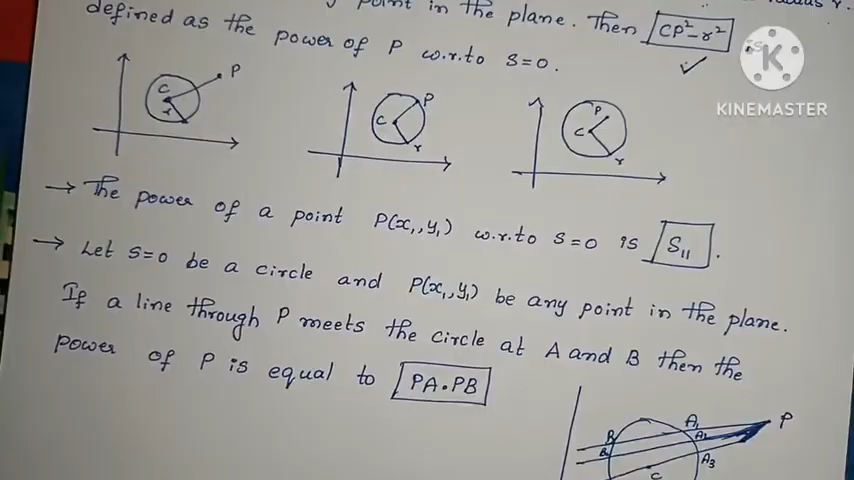 point in the plane. Then CP²-r²
defined as the power of P w.r.to S=0.
KINEMASTER
C
P
r
C
P
r
P
C
r
→ The power of a point P(x₁,y₁) w.r.to S=0 is S₁₁.
→ Let S=0 be a circle and P(x₁,y₁) be any point in the plane.
If a line through P meets the circle at A and B then the
power of P is equal to PA.PB
A₁
P
A₂
A₃
C